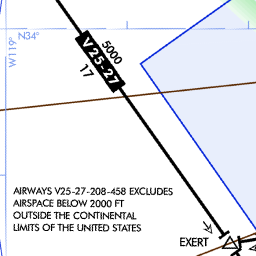 N34°
W119°
5000
V25-27
17
AIRWAYS V25-27-208-458 EXCLUDES
AIRSPACE BELOW 2000 FT
OUTSIDE THE CONTINENTAL
LIMITS OF THE UNITED STATES
EXERT